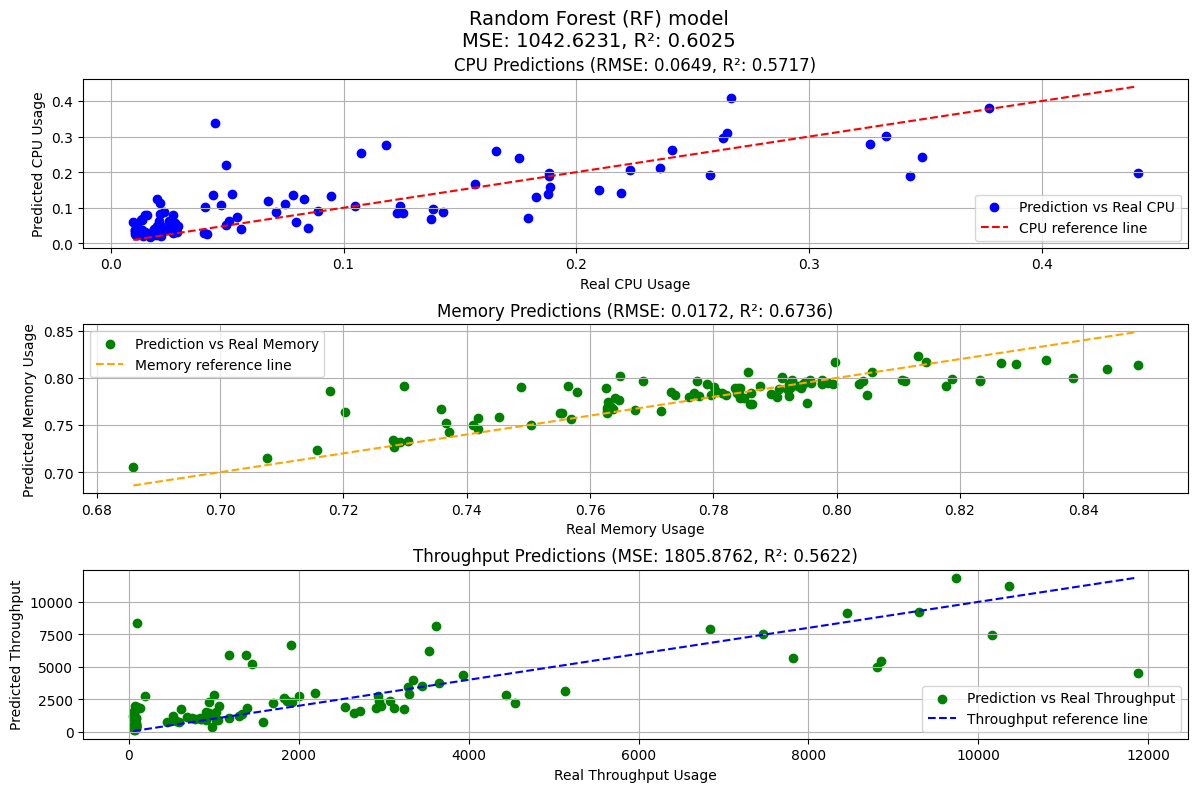 Random Forest (RF) model
MSE: 1042.6231, R²: 0.6025
CPU Predictions (RMSE: 0.0649, R²: 0.5717)
Predicted CPU Usage
0.4
0.3
0.2
0.1
0.0
Prediction vs Real CPU
CPU reference line
0.0 0.1 0.2 0.3 0.4
Real CPU Usage
Memory Predictions (RMSE: 0.0172, R²: 0.6736)
Predicted Memory Usage
0.85
0.80
0.75
0.70
Prediction vs Real Memory
Memory reference line
0.68 0.70 0.72 0.74 0.76 0.78 0.80 0.82 0.84
Real Memory Usage
Throughput Predictions (MSE: 1805.8762, R²: 0.5622)
Predicted Throughput
10000
7500
5000
2500
0
Prediction vs Real Throughput
Throughput reference line
0 2000 4000 6000 8000 10000 12000
Real Throughput Usage